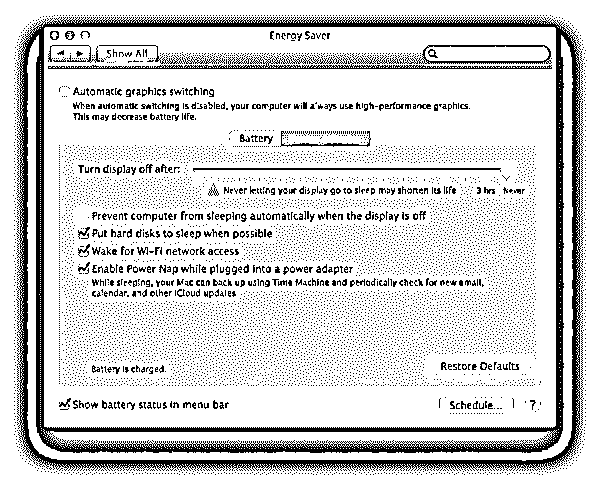 Energy Saver
Show All
Automatic graphics switching
When automatic switching is disabled, your computer will always use high-performance graphics.
This may decrease battery life.
Battery
Turn display off after:
Never letting your display go to sleep may shorten its life 3 hrs Never
Prevent computer from sleeping automatically when the display is off
Put hard disks to sleep when possible
Wake for Wi-Fi network access
Enable Power Nap while plugged into a power adapter
While sleeping, your Mac can back up using Time Machine and periodically check for new email,
calendar, and other iCloud updates
Battery is charged.
Restore Defaults
Show battery status in menu bar
Schedule...
?